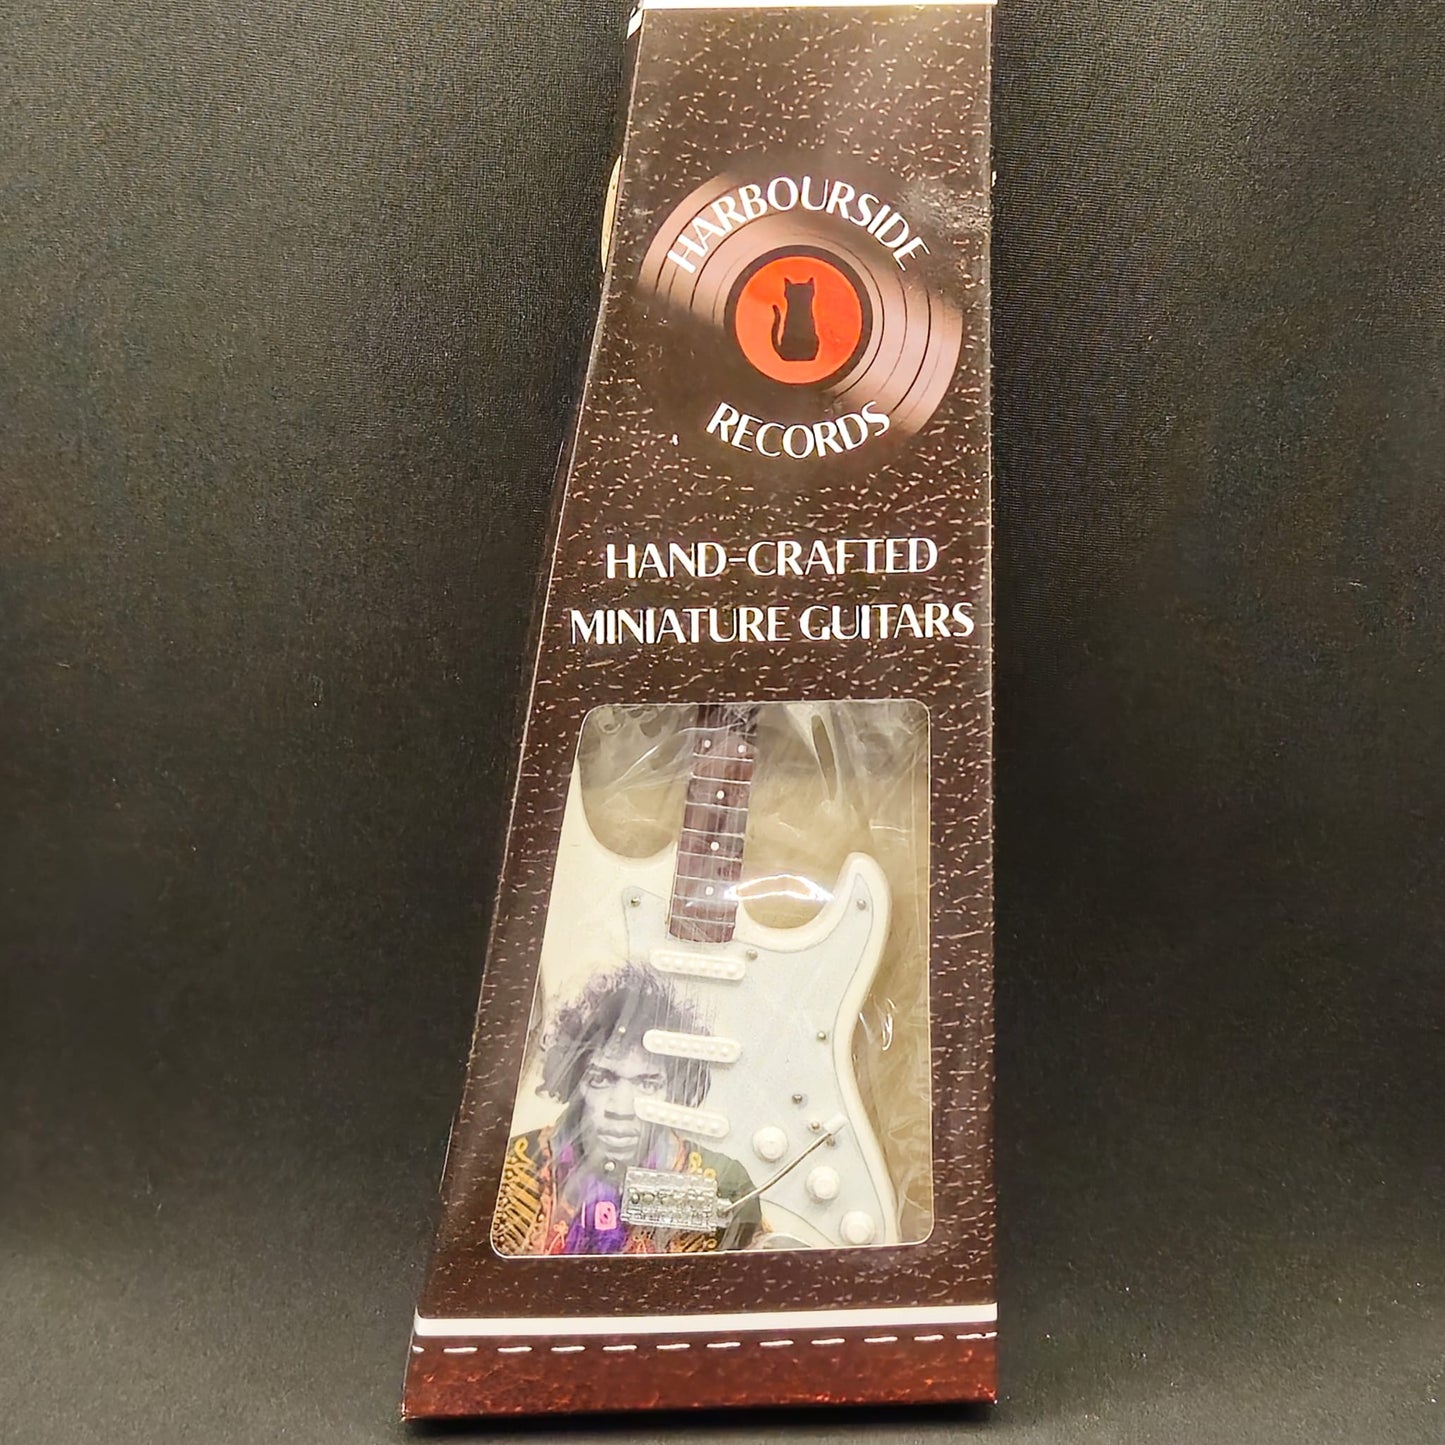 HARBOURSIDE
RECORDS
HAND-CRAFTED
MINIATURE GUITARS